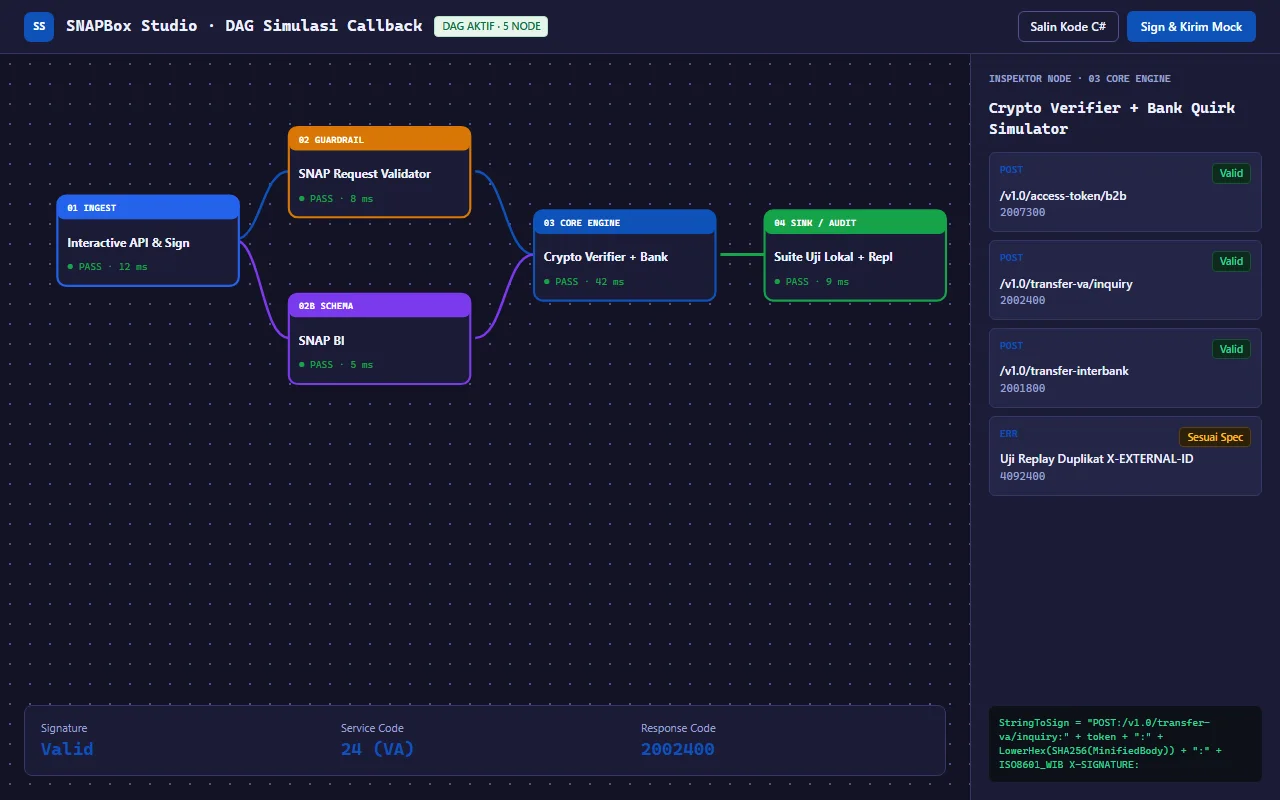 SS
SNAPBox Studio · DAG Simulasi Callback
DAG AKTIF · 5 NODE
Salin Kode C#
Sign & Kirim Mock
01 INGEST
Interactive API & Sign
PASS · 12 ms
02 GUARDRAIL
SNAP Request Validator
PASS · 8 ms
02B SCHEMA
SNAP BI
PASS · 5 ms
03 CORE ENGINE
Crypto Verifier + Bank
PASS · 42 ms
04 SINK / AUDIT
Suite Uji Lokal + Repl
PASS · 9 ms
Signature
Valid
Service Code
24 (VA)
Response Code
2002400
INSPEKTOR NODE · 03 CORE ENGINE
Crypto Verifier + Bank Quirk
Simulator
POST
Valid
/v1.0/access-token/b2b
2007300
POST
Valid
/v1.0/transfer-va/inquiry
2002400
POST
Valid
/v1.0/transfer-interbank
2001800
ERR
Sesuai Spec
Uji Replay Duplikat X-EXTERNAL-ID
4092400
StringToSign = "POST:/v1.0/transfer-
va/inquiry:" + token + ":" +
LowerHex(SHA256(MinifiedBody)) + ":" +
ISO8601_WIB X-SIGNATURE: